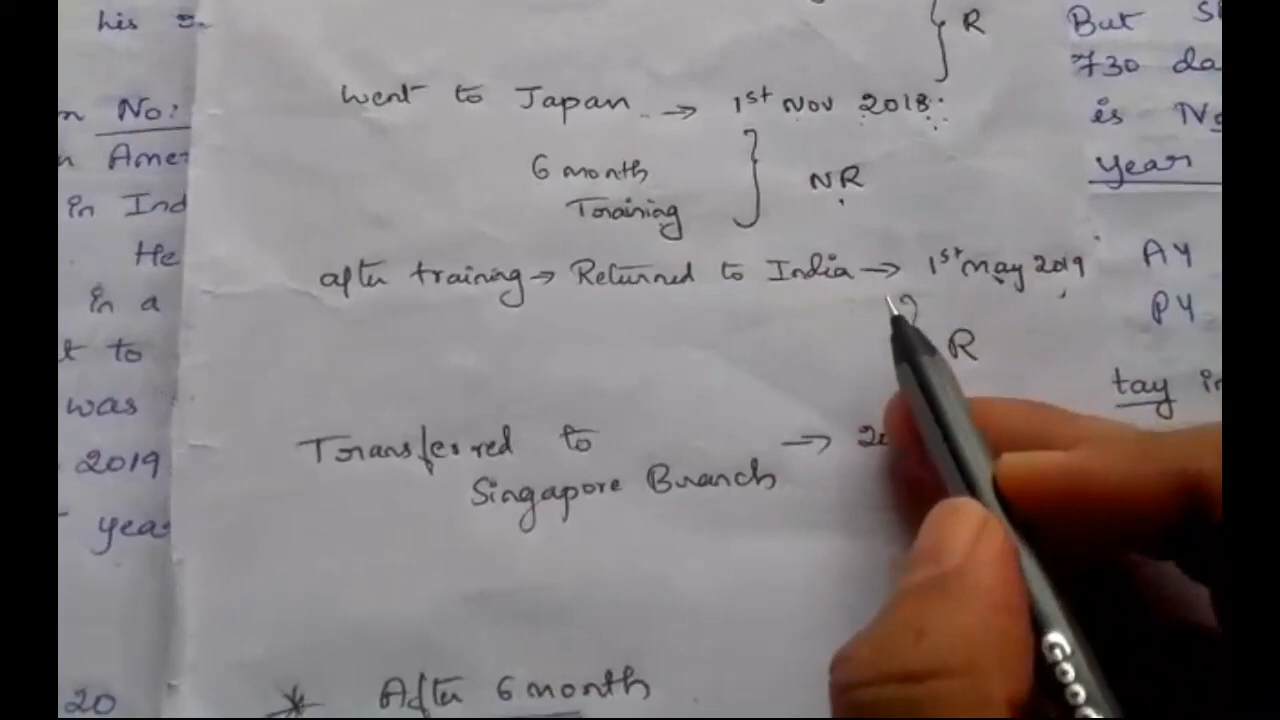 his
R
But
730 da
is
year
went to Japan → 1st Nov 2018
6 month
Training
NR
after training → Returned to India → 1st may 2019
R
Transferred to
Singapore Branch →
* After 6 month
No:
Amer
in Ind
He
in a
to
was
2019
yea
20
AY
PY
tay in
Goo